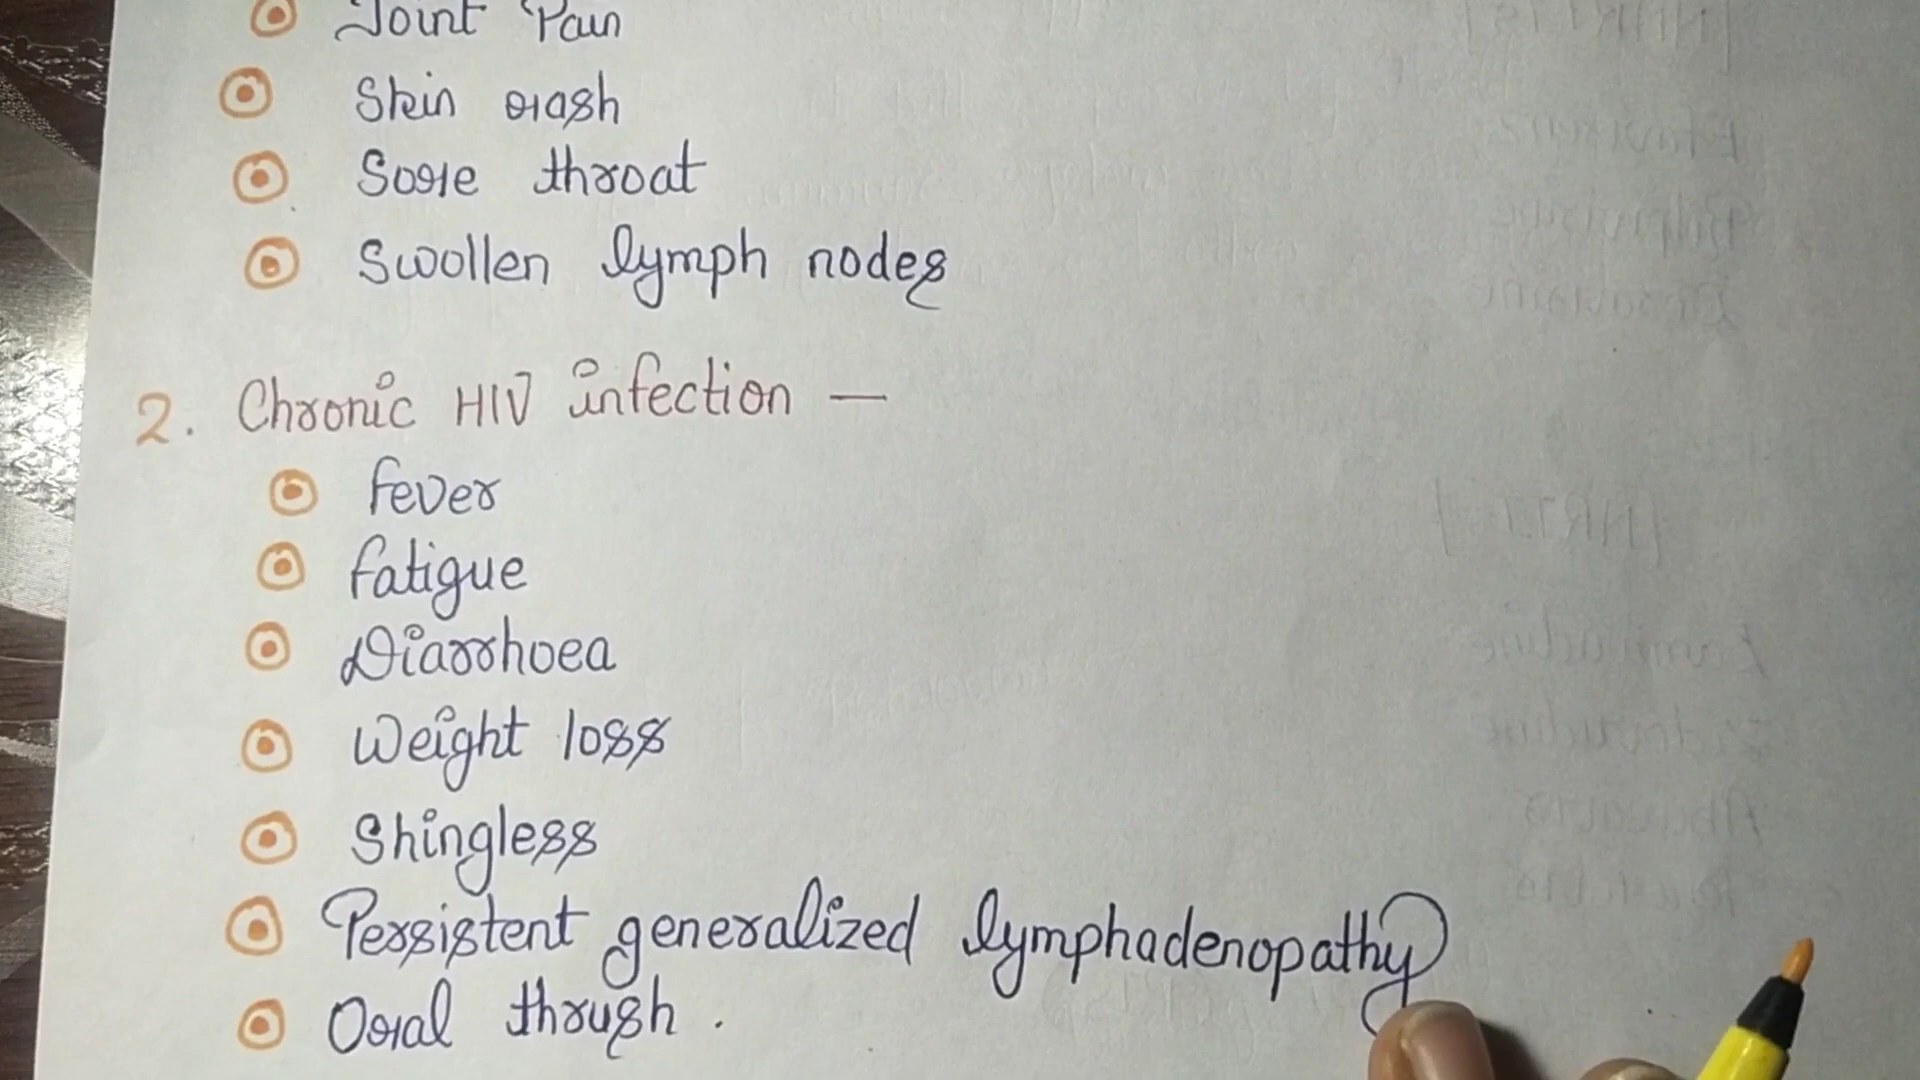 Joint Pain
Skin rash
Sore throat
Swollen lymph nodes
2. Chronic HIV infection —
fever
fatigue
Diarrhoea
Weight loss
Shingless
Persistent generalized lymphadenopathy
Oral thrush .